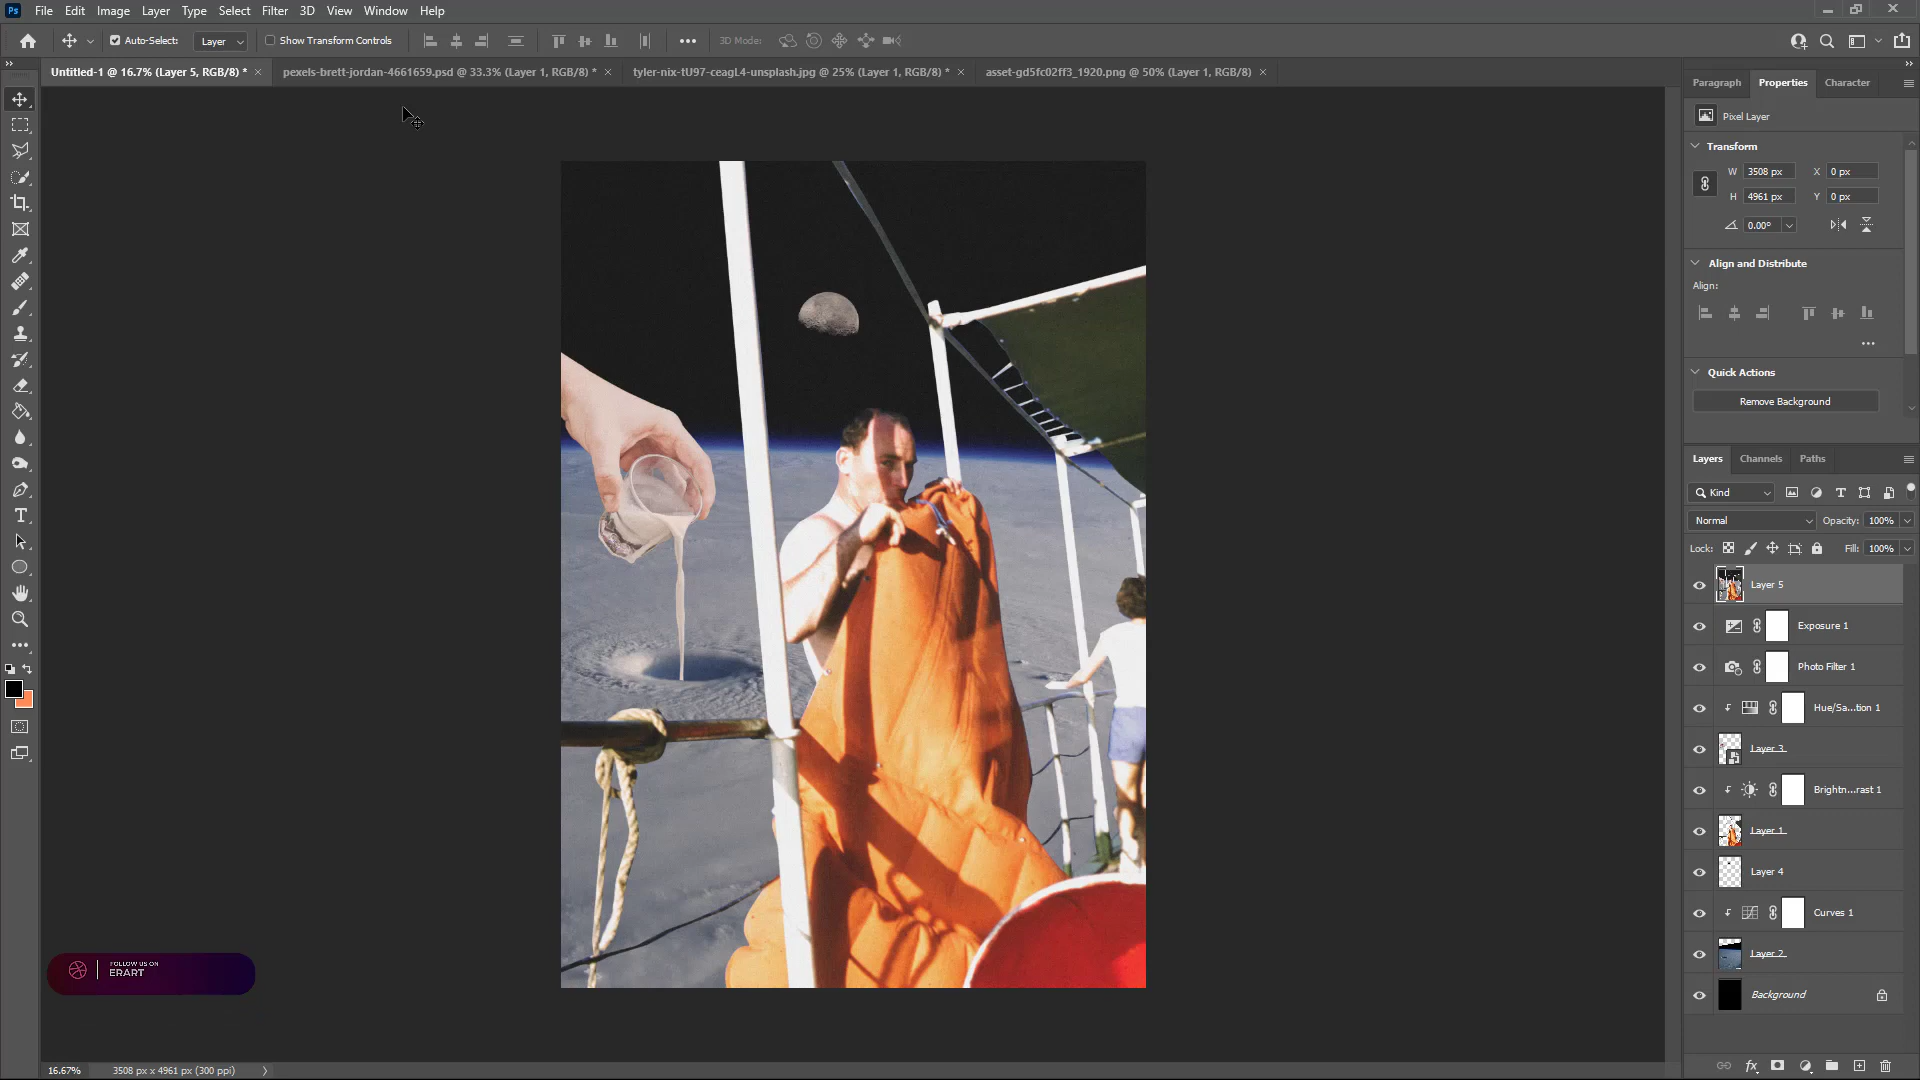 Ps File Edit Image Layer Type Select Filter 3D View Window Help
Auto-Select: Layer Show Transform Controls 3D Mode:
Untitled-1 @ 16.7% (Layer 5, RGB/8) * pexels-brett-jordan-4661659.psd @ 33.3% (Layer 1, RGB/8) * tyler-nix-tU97-ceagL4-unsplash.jpg @ 25% (Layer 1, RGB/8) * asset-gd5fc02ff3_1920.png @ 50% (Layer 1, RGB/8)
Paragraph Properties Character
Pixel Layer
Transform
W 3508 px X 0 px
H 4961 px Y 0 px
0.00°
Align and Distribute
Align:
Quick Actions
Remove Background
Layers Channels Paths
Kind
Normal Opacity: 100%
Lock: Fill: 100%
Layer 5
Exposure 1
Photo Filter 1
Hue/Sa...tion 1
Layer 3
Brightn...rast 1
Layer 1
Layer 4
Curves 1
Layer 2
Background
FOLLOW US ON
ERART
16.67% 3508 px x 4961 px (300 ppi)